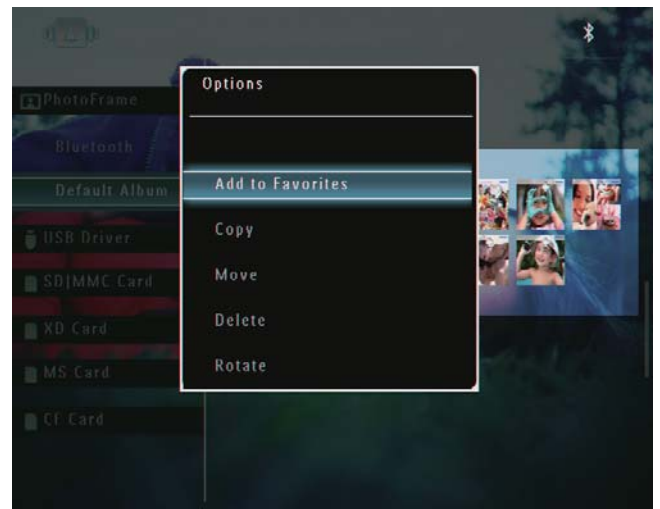 PhotoFrame
Bluetooth
Default Album
USB Driver
SD|MMC Card
XD Card
MS Card
CF Card
Options
Add to Favorites
Copy
Move
Delete
Rotate